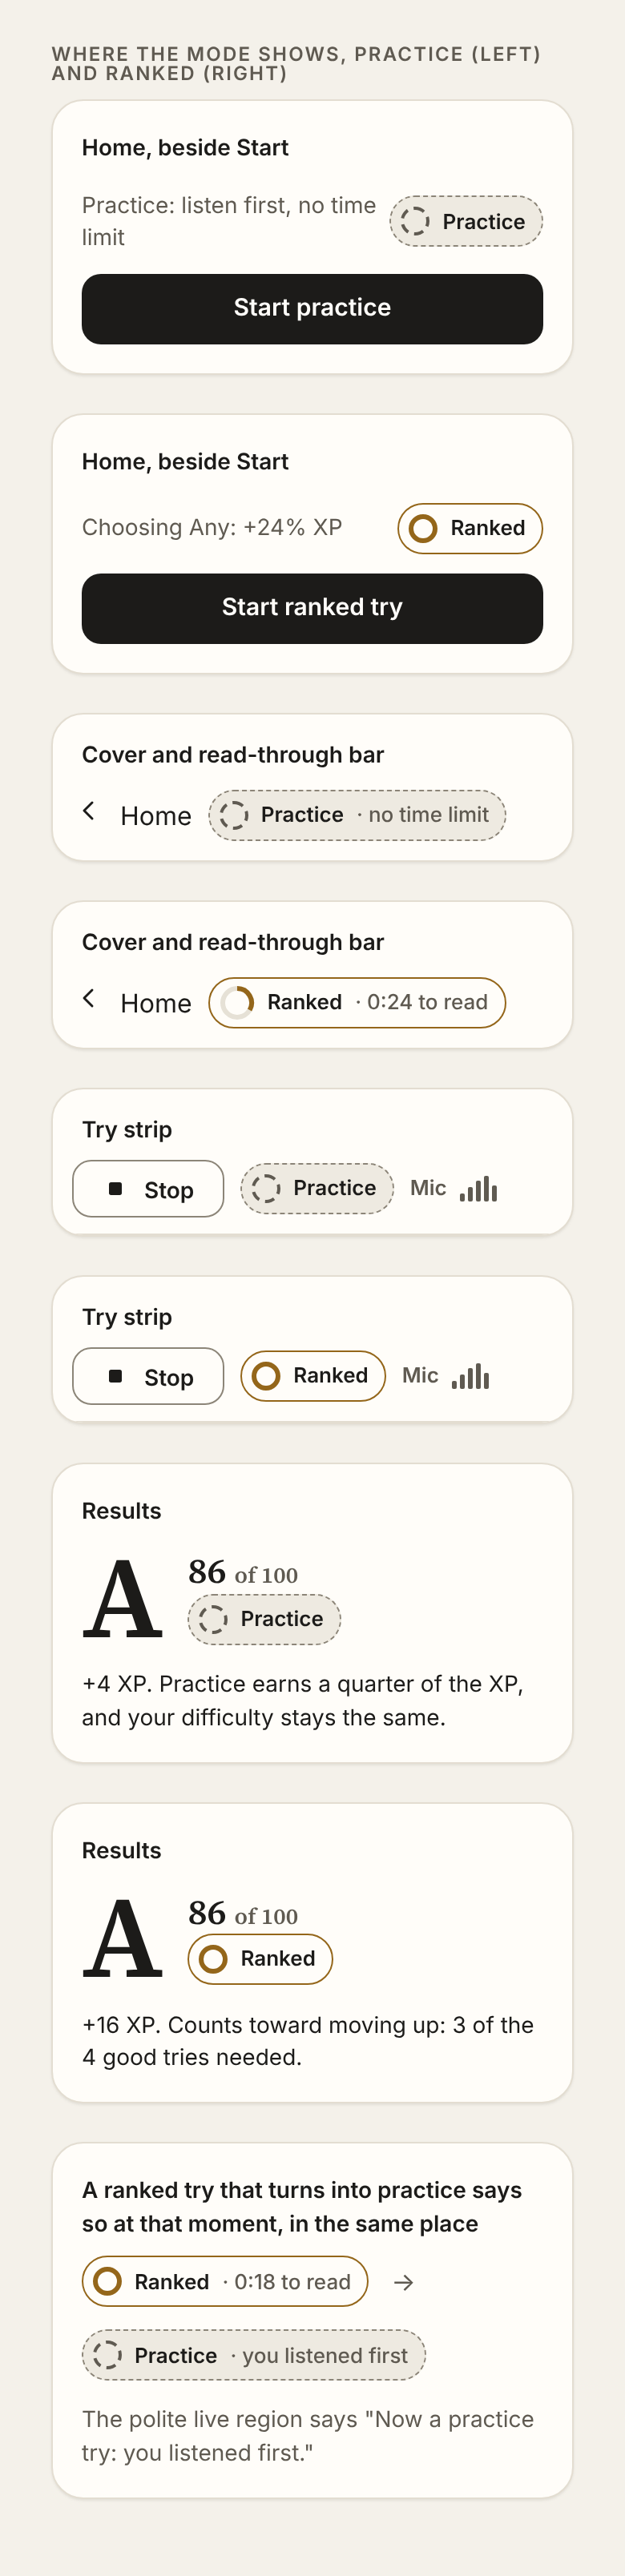 WHERE THE MODE SHOWS, PRACTICE (LEFT)
AND RANKED (RIGHT)
Home, beside Start
Practice: listen first, no time
limit
Practice
Start practice
Home, beside Start
Choosing Any: +24% XP
Ranked
Start ranked try
Cover and read-through bar
Home
Practice · no time limit
Cover and read-through bar
Home
Ranked · 0:24 to read
Try strip
Stop
Practice
Mic
Try strip
Stop
Ranked
Mic
Results
A
86 of 100
Practice
+4 XP. Practice earns a quarter of the XP,
and your difficulty stays the same.
Results
A
86 of 100
Ranked
+16 XP. Counts toward moving up: 3 of the
4 good tries needed.
A ranked try that turns into practice says
so at that moment, in the same place
Ranked · 0:18 to read →
Practice · you listened first
The polite live region says "Now a practice
try: you listened first."